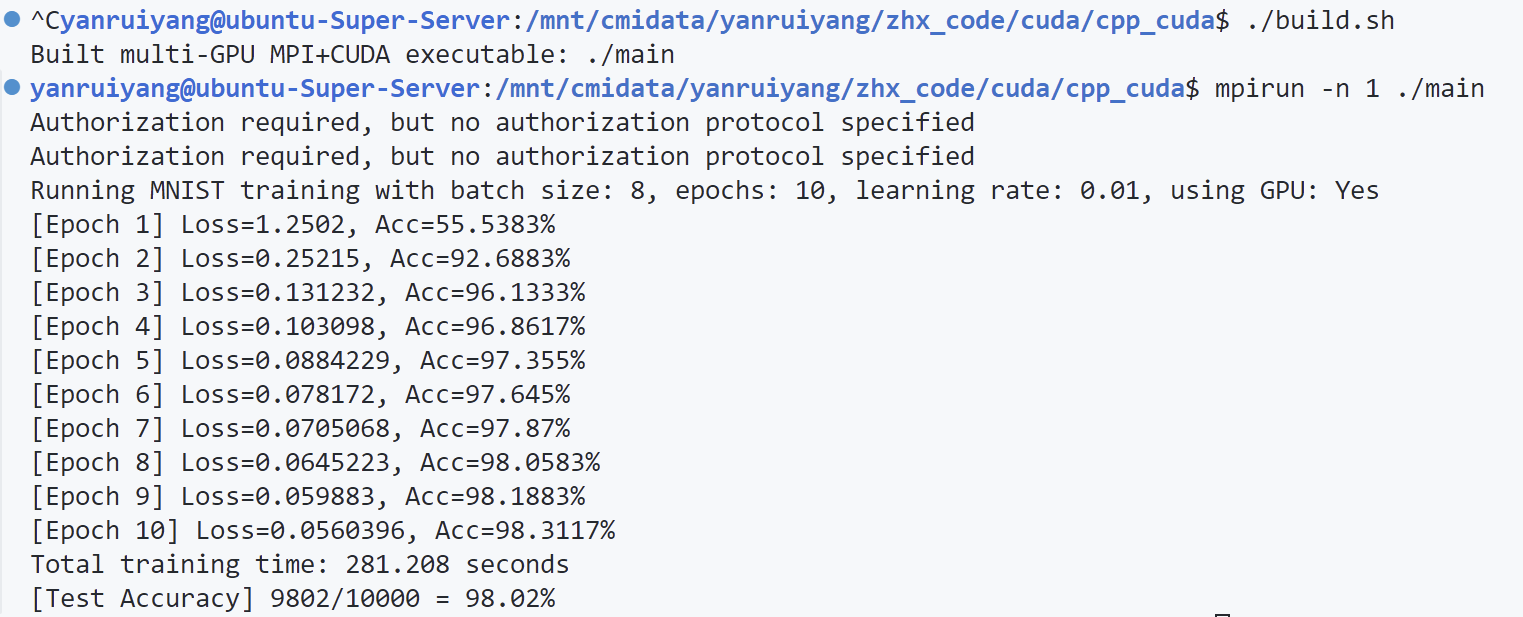 ^Cyanruiyang@ubuntu-Super-Server:/mnt/cmidata/yanruiyang/zhx_code/cuda/cpp_cuda$ ./build.sh
Built multi-GPU MPI+CUDA executable: ./main
yanruiyang@ubuntu-Super-Server:/mnt/cmidata/yanruiyang/zhx_code/cuda/cpp_cuda$ mpirun -n 1 ./main
Authorization required, but no authorization protocol specified
Authorization required, but no authorization protocol specified
Running MNIST training with batch size: 8, epochs: 10, learning rate: 0.01, using GPU: Yes
[Epoch 1] Loss=1.2502, Acc=55.5383%
[Epoch 2] Loss=0.25215, Acc=92.6883%
[Epoch 3] Loss=0.131232, Acc=96.1333%
[Epoch 4] Loss=0.103098, Acc=96.8617%
[Epoch 5] Loss=0.0884229, Acc=97.355%
[Epoch 6] Loss=0.078172, Acc=97.645%
[Epoch 7] Loss=0.0705068, Acc=97.87%
[Epoch 8] Loss=0.0645223, Acc=98.0583%
[Epoch 9] Loss=0.059883, Acc=98.1883%
[Epoch 10] Loss=0.0560396, Acc=98.3117%
Total training time: 281.208 seconds
[Test Accuracy] 9802/10000 = 98.02%